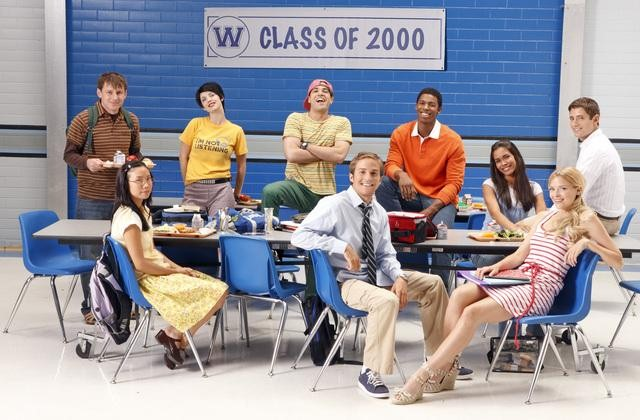 W CLASS OF 2000
I'M NOT
LISTENING